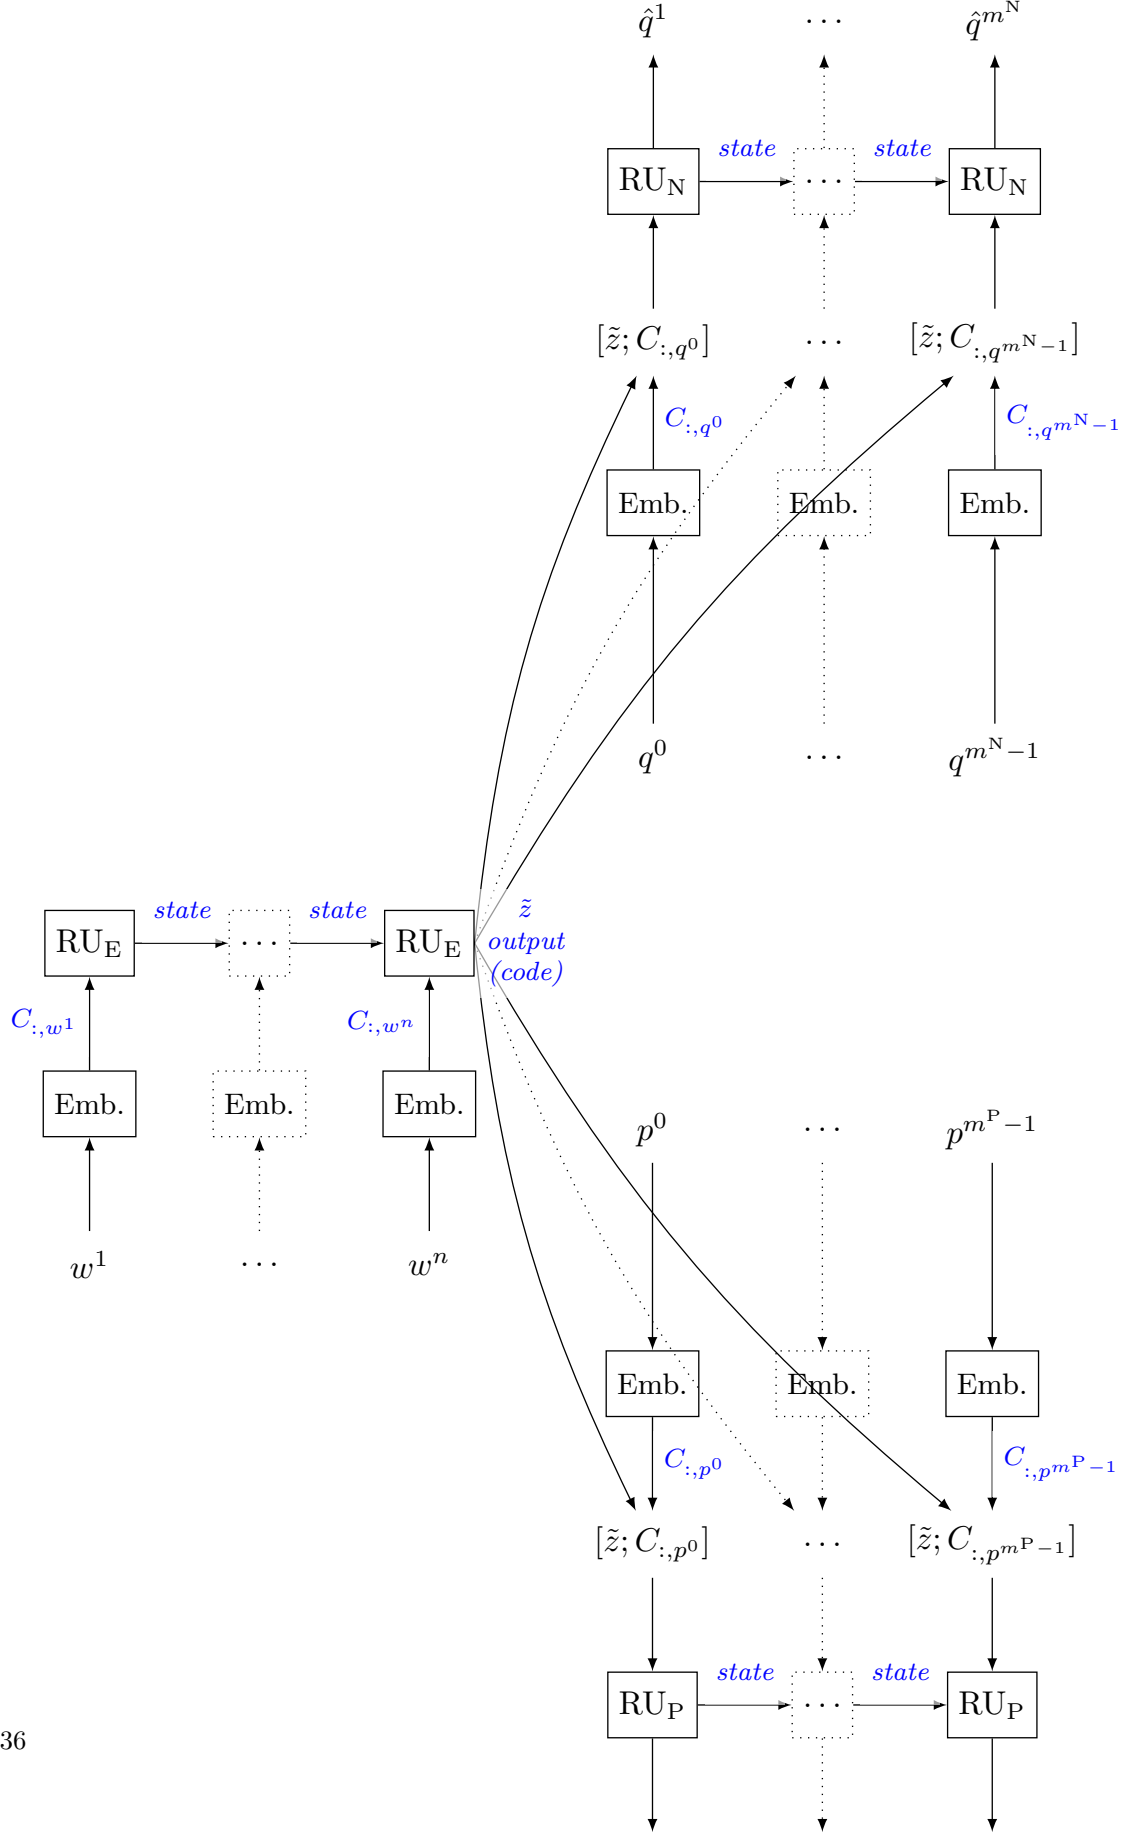 q̂^1 ⋯ q̂^{m^N}
state state
RU_N ⋯ RU_N
[z̃; C_{:,q^0}] ⋯ [z̃; C_{:,q^{m^N−1}}]
C_{:,q^0} C_{:,q^{m^N−1}}
Emb. Emb. Emb.
q^0 ⋯ q^{m^N−1}
state state z̃
RU_E ⋯ RU_E output
(code)
C_{:,w^1} C_{:,w^n}
Emb. Emb. Emb.
p^0 ⋯ p^{m^P−1}
w^1 ⋯ w^n
Emb. Emb. Emb.
C_{:,p^0} C_{:,p^{m^P−1}}
[z̃; C_{:,p^0}] ⋯ [z̃; C_{:,p^{m^P−1}}]
state state
RU_P ⋯ RU_P
36